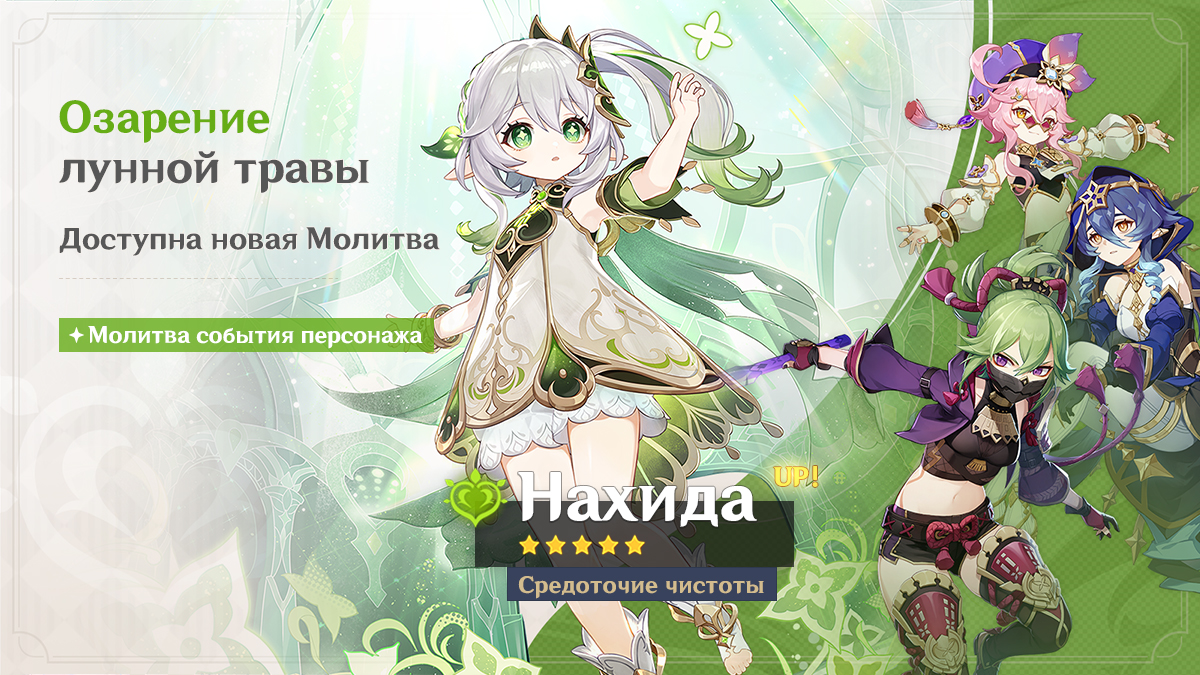 Озарение
лунной травы
Доступна новая Молитва
Молитва события персонажа
UP!
Нахида
Средоточие чистоты